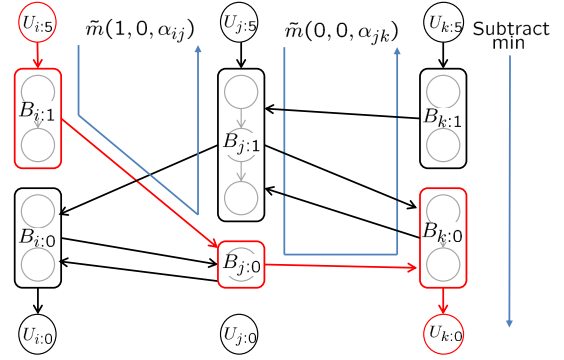 U_{i:5} m̃(1, 0, α_{ij}) U_{j:5} m̃(0, 0, α_{jk}) U_{k:5} Subtract
min
B_{i:1} B_{j:1} B_{k:1}
B_{i:0} B_{j:0} B_{k:0}
U_{i:0} U_{j:0} U_{k:0}